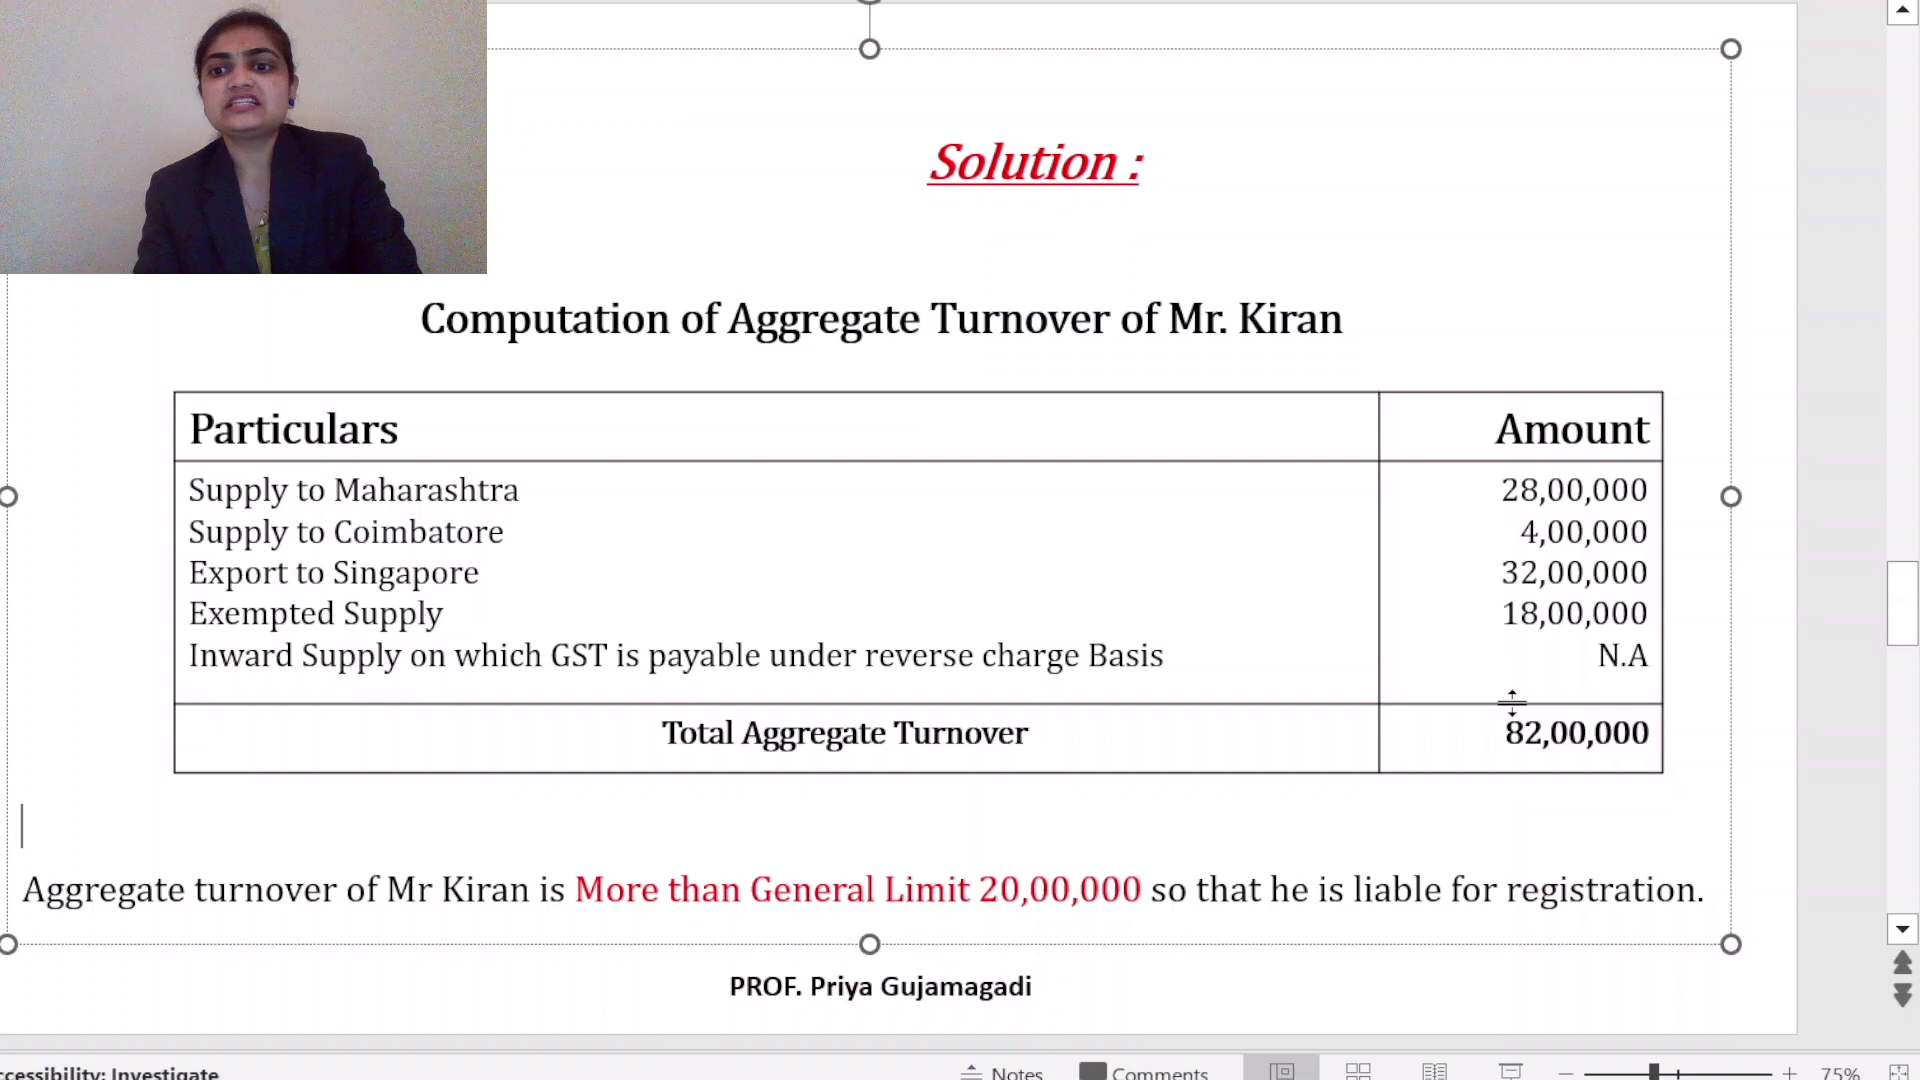 Solution :
Computation of Aggregate Turnover of Mr. Kiran
Particulars Amount
Supply to Maharashtra 28,00,000
Supply to Coimbatore 4,00,000
Export to Singapore 32,00,000
Exempted Supply 18,00,000
Inward Supply on which GST is payable under reverse charge Basis N.A
Total Aggregate Turnover 82,00,000
Aggregate turnover of Mr Kiran is More than General Limit 20,00,000 so that he is liable for registration.
PROF. Priya Gujamagadi
ccessibility: Investigate Notes Comments 75%